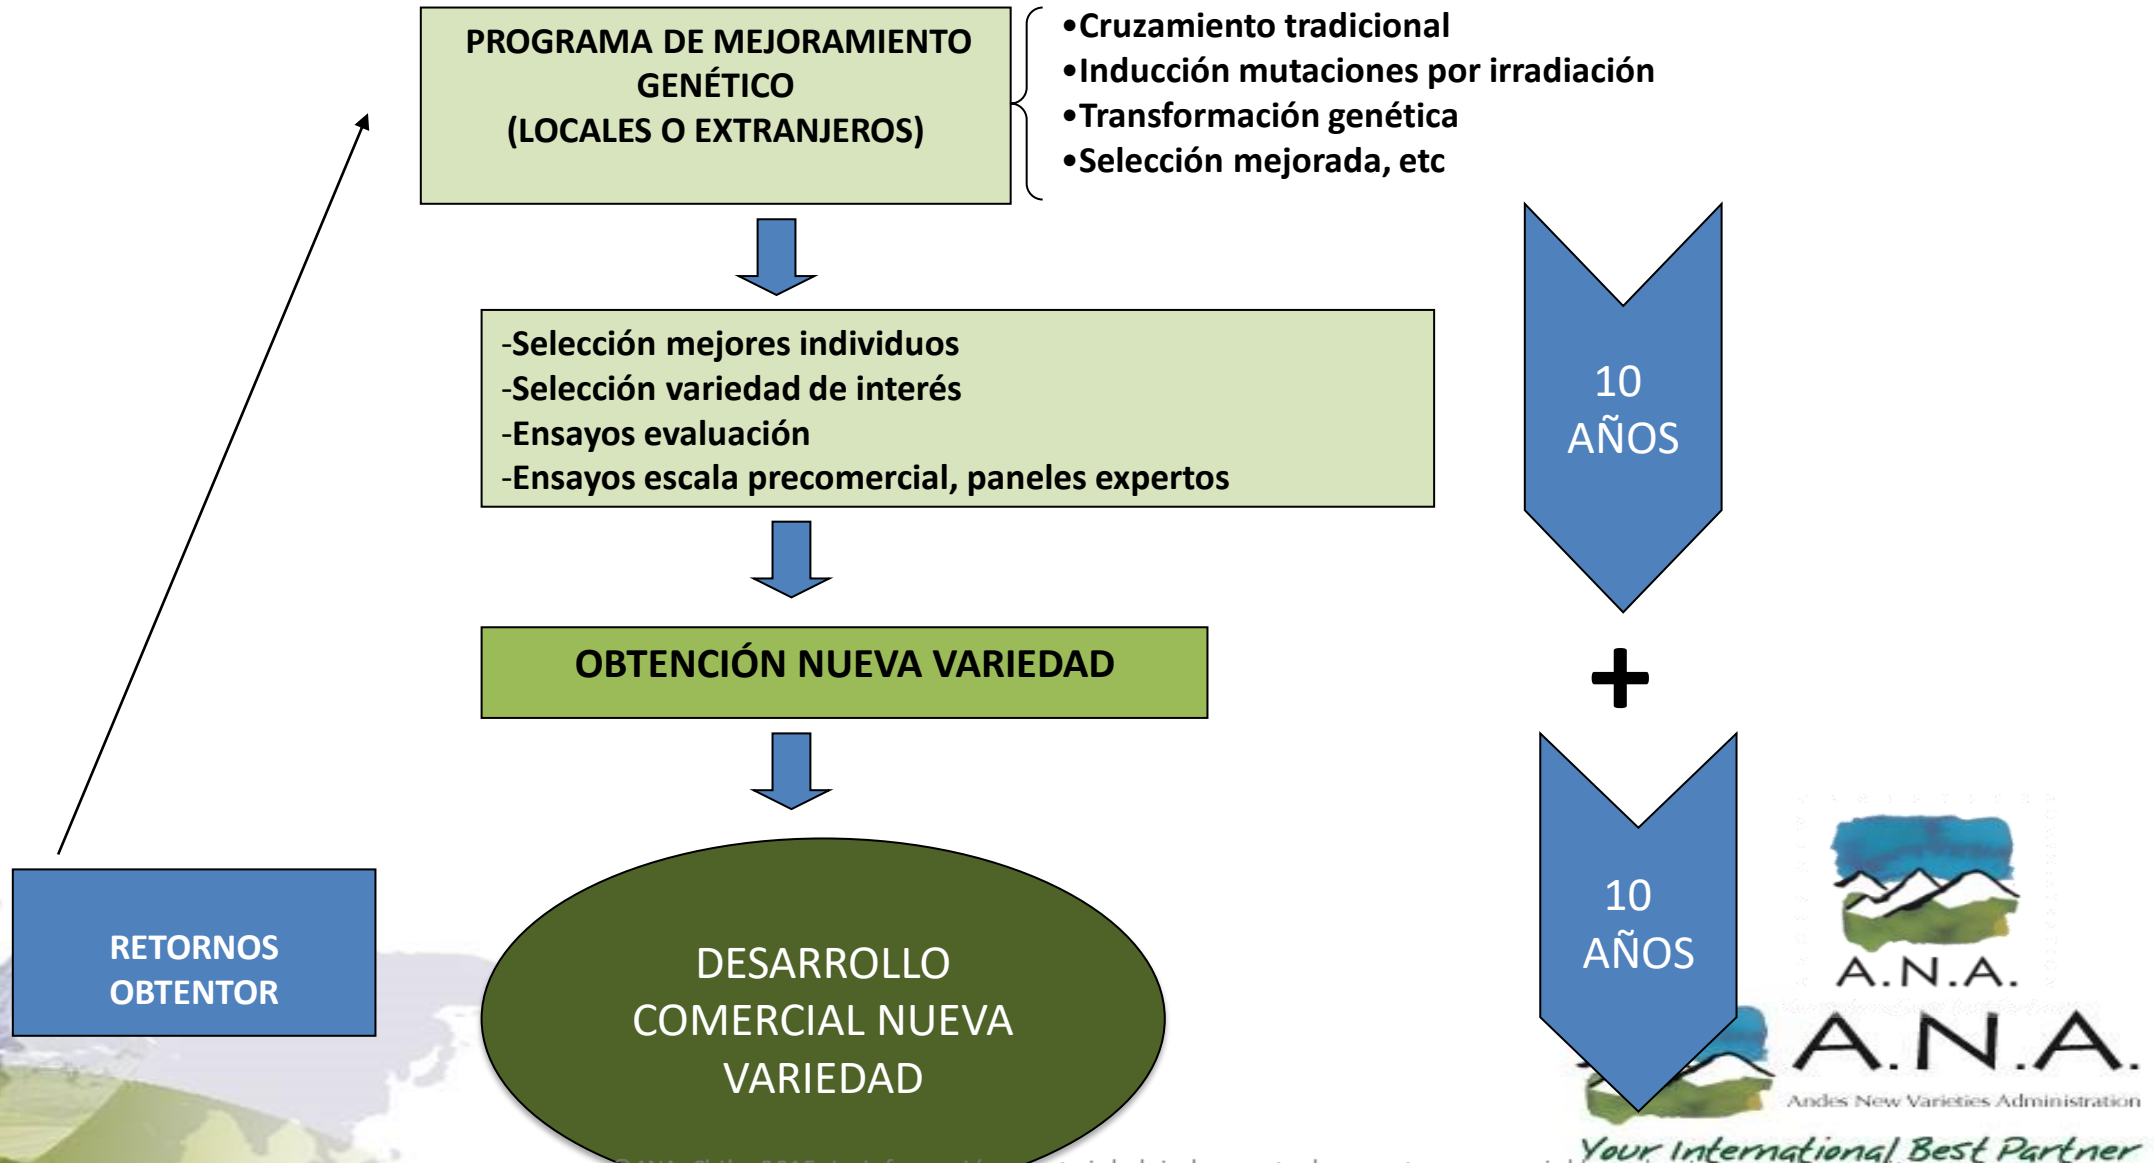 PROGRAMA DE MEJORAMIENTO
GENÉTICO
(LOCALES O EXTRANJEROS)
•Cruzamiento tradicional
•Inducción mutaciones por irradiación
•Transformación genética
•Selección mejorada, etc
-Selección mejores individuos
-Selección variedad de interés
-Ensayos evaluación
-Ensayos escala precomercial, paneles expertos
10
AÑOS
OBTENCIÓN NUEVA VARIEDAD
+
10
AÑOS
RETORNOS
OBTENTOR
DESARROLLO
COMERCIAL NUEVA
VARIEDAD
A.N.A.
A.N.A.
Andes New Varieties Administration
Your International Best Partner